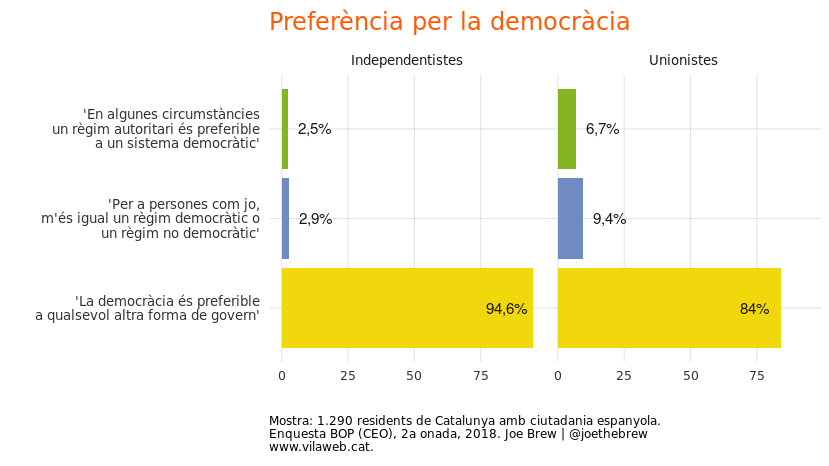 Preferència per la democràcia
Independentistes
Unionistes
'En algunes circumstàncies
un règim autoritari és preferible
a un sistema democràtic'
2,5%
6,7%
'Per a persones com jo,
m'és igual un règim democràtic o
un règim no democràtic'
2,9%
9,4%
'La democràcia és preferible
a qualsevol altra forma de govern'
94,6%
84%
0 25 50 75 0 25 50 75
Mostra: 1.290 residents de Catalunya amb ciutadania espanyola.
Enquesta BOP (CEO), 2a onada, 2018. Joe Brew | @joethebrew
www.vilaweb.cat.